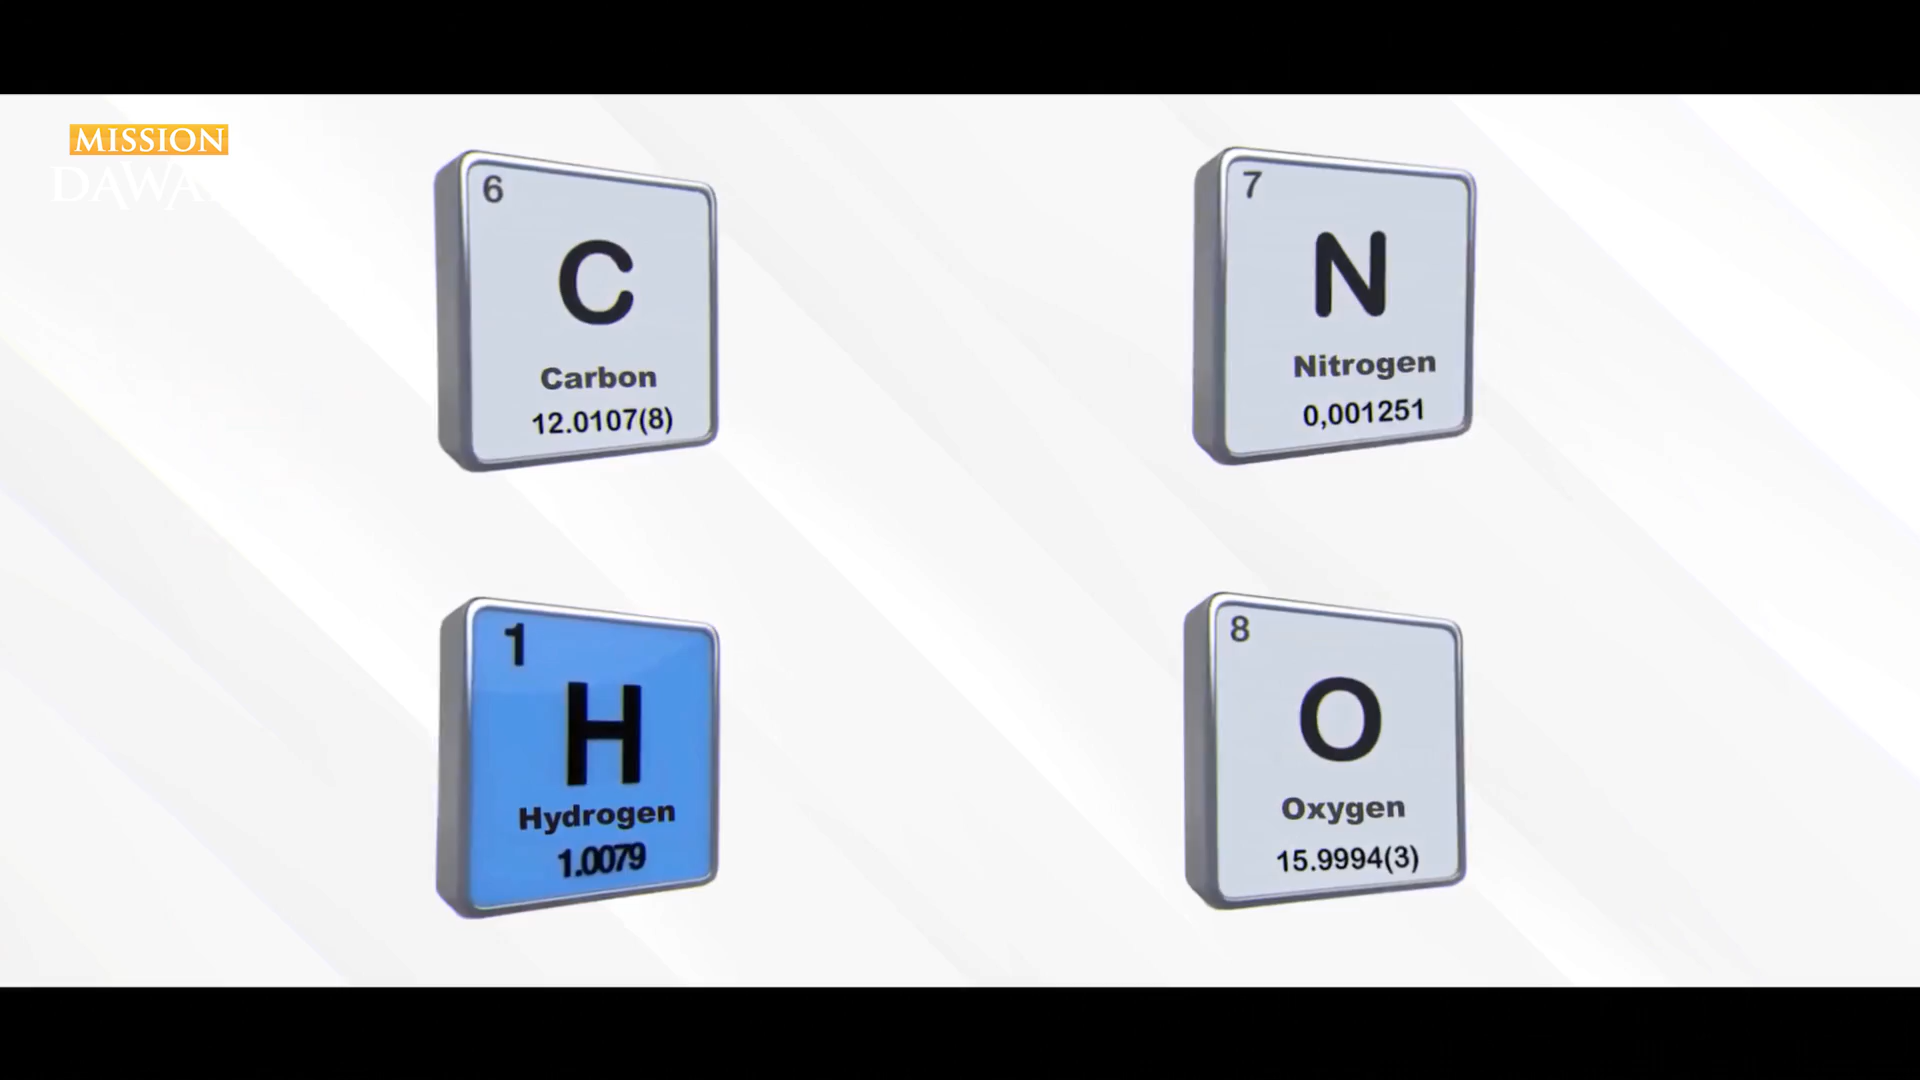 MISSION
6
C
Carbon
12.0107(8)
7
N
Nitrogen
0,001251
1
H
Hydrogen
1.0079
8
O
Oxygen
15.9994(3)